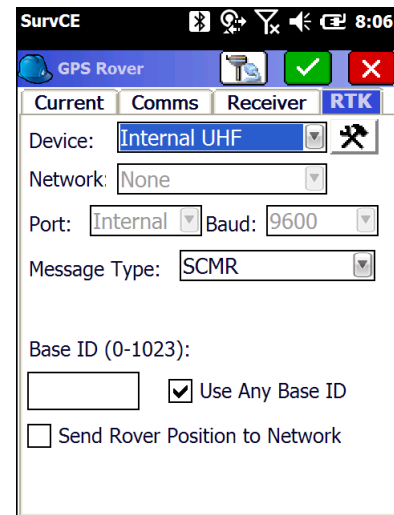 SurvCE 8:06
GPS Rover
Current Comms Receiver RTK
Device: Internal UHF
Network: None
Port: Internal Baud: 9600
Message Type: SCMR
Base ID (0-1023):
Use Any Base ID
Send Rover Position to Network